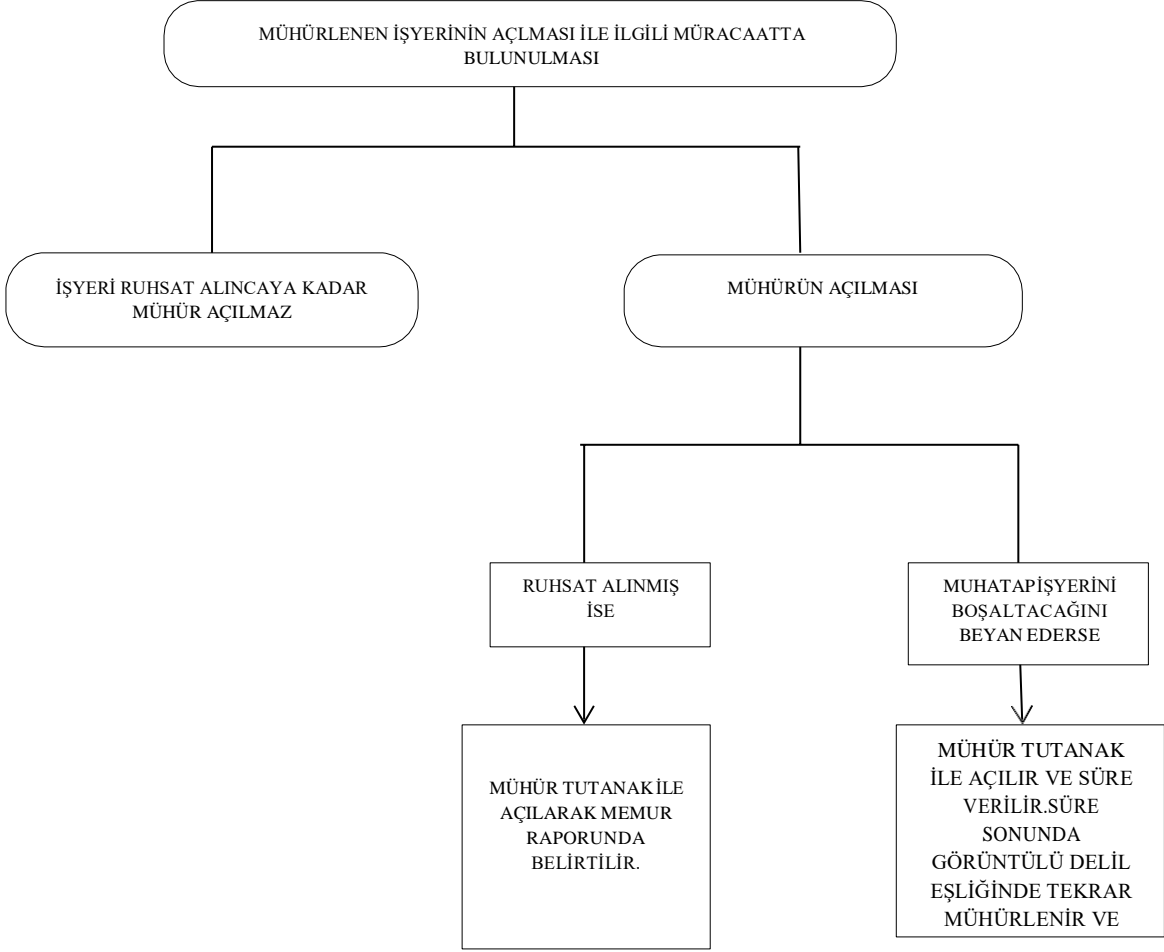 MÜHÜRLENEN İŞYERİNİN AÇLMASI İLE İLGİLİ MÜRACAATTA
BULUNULMASI
İŞYERİ RUHSAT ALINCAYA KADAR
MÜHÜR AÇILMAZ
MÜHÜRÜN AÇILMASI
RUHSAT ALINMIŞ
İSE
MUHATAPİŞYERİNİ
BOŞALTACAĞINI
BEYAN EDERSE
MÜHÜR TUTANAKİLE
AÇILARAK MEMUR
RAPORUNDA
BELİRTİLİR.
MÜHÜR TUTANAK
İLE AÇILIR VE SÜRE
VERİLİR.SÜRE
SONUNDA
GÖRÜNTÜLÜ DELİL
EŞLİĞİNDE TEKRAR
MÜHÜRLENİR VE